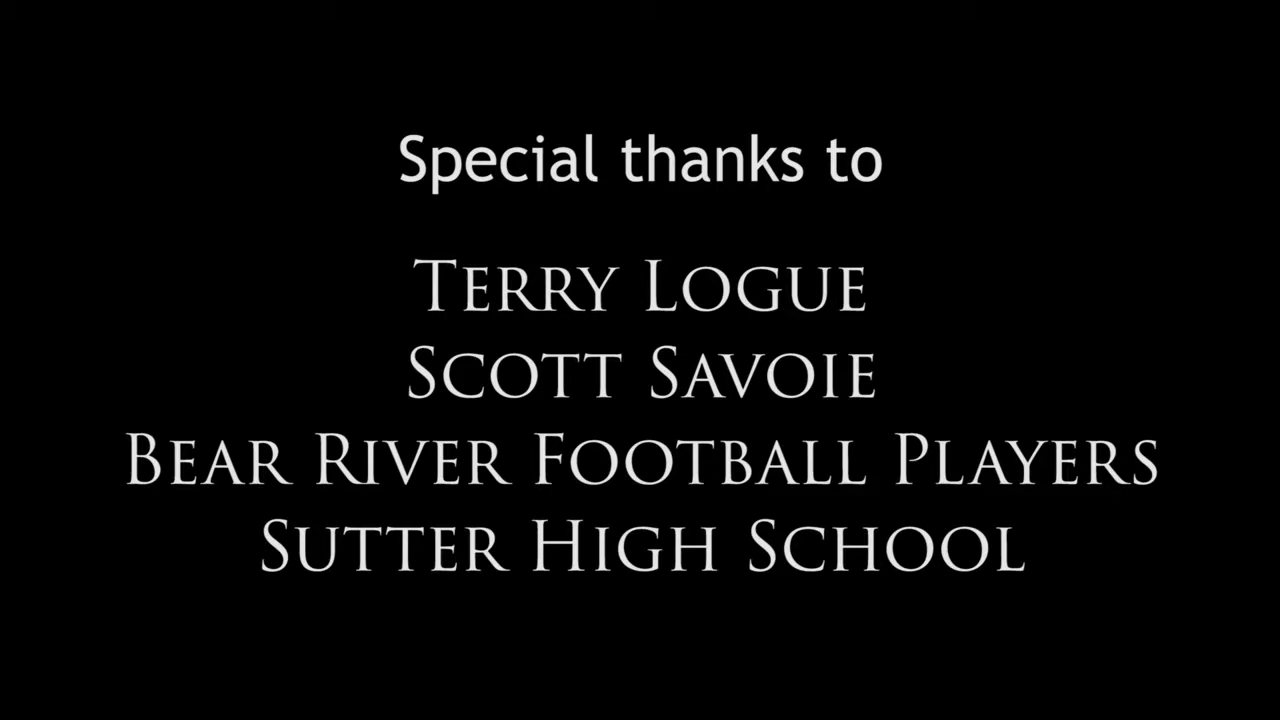 Special thanks to
Terry Logue
Scott Savoie
Bear River Football Players
Sutter High School